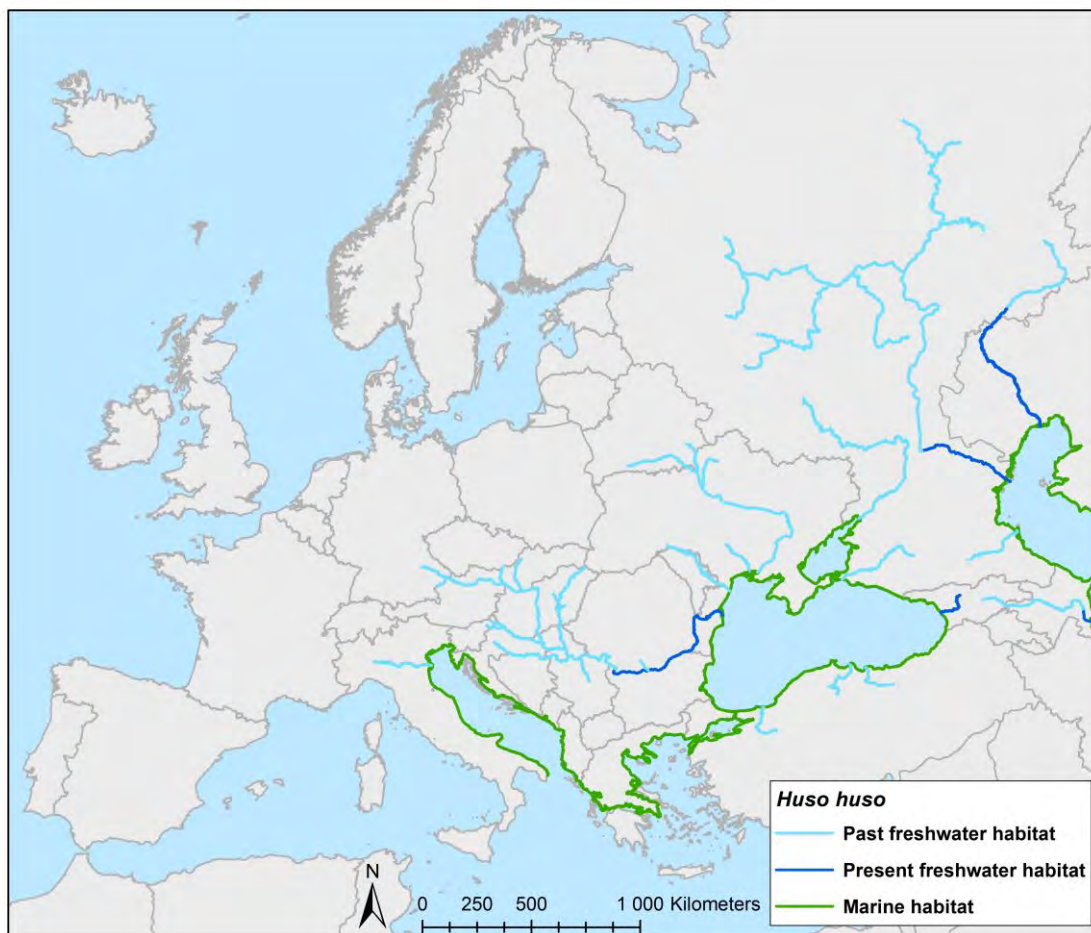 Huso huso
Past freshwater habitat
Present freshwater habitat
Marine habitat
N
0 250 500 1 000 Kilometers